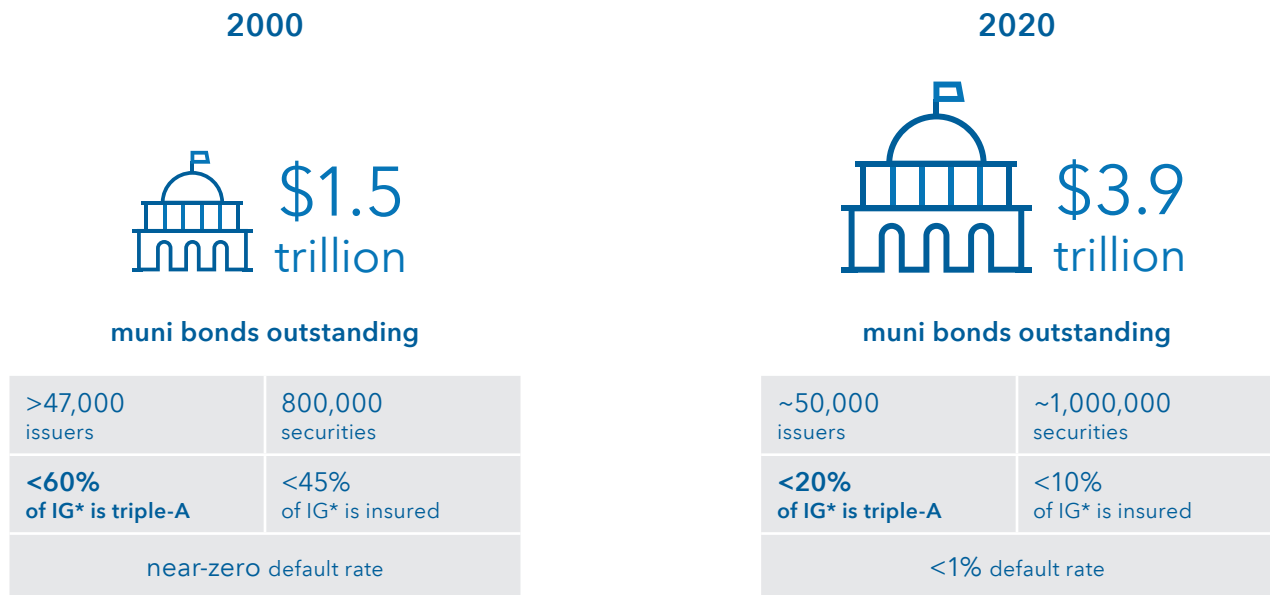 2000
$1.5
trillion
muni bonds outstanding
>47,000
issuers
800,000
securities
<60%
of IG* is triple-A
<45%
of IG* is insured
near-zero default rate
2020
$3.9
trillion
muni bonds outstanding
~50,000
issuers
~1,000,000
securities
<20%
of IG* is triple-A
<10%
of IG* is insured
<1% default rate